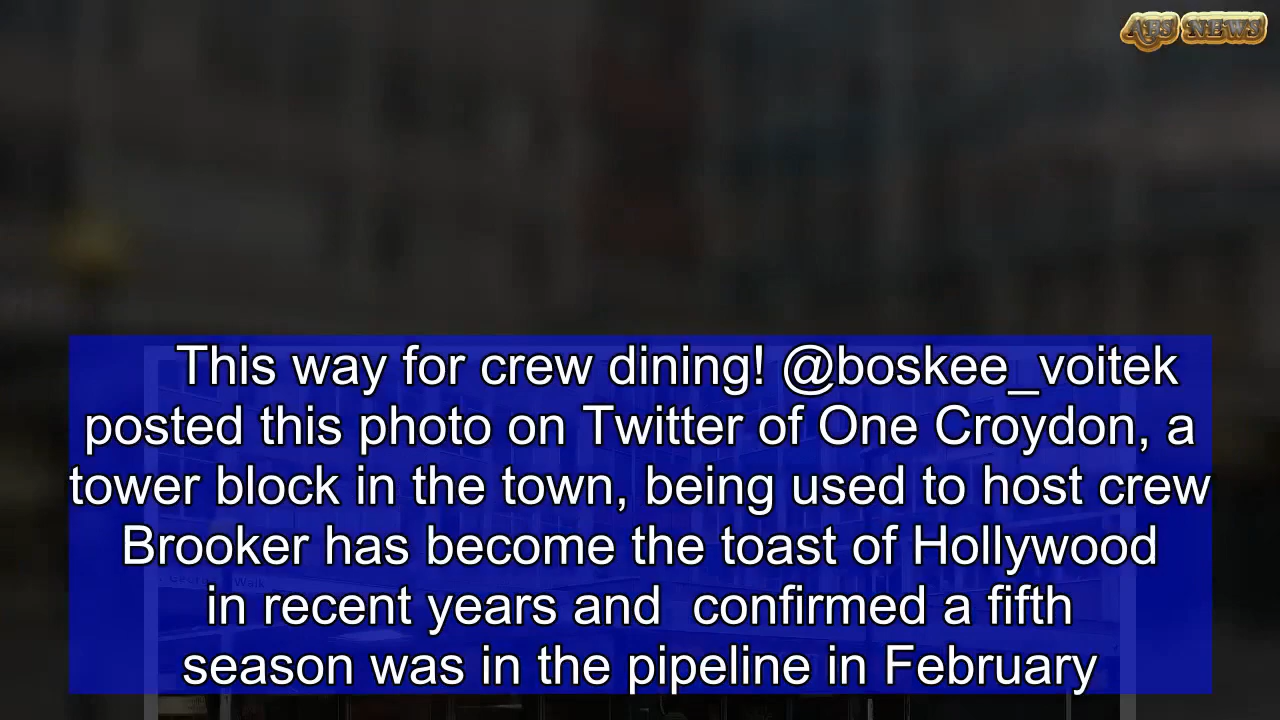 ABS NEWS
This way for crew dining! @boskee_voitek
posted this photo on Twitter of One Croydon, a
tower block in the town, being used to host crew
Brooker has become the toast of Hollywood
in recent years and  confirmed a fifth
season was in the pipeline in February